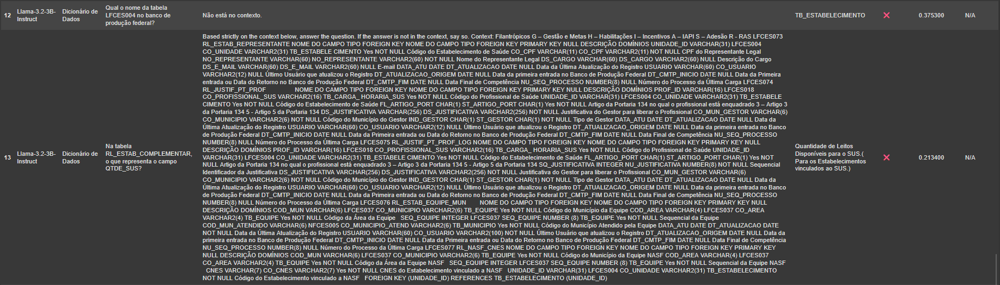 12
Llama-3.2-3B-
Instruct
Dicionário de
Dados
Qual o nome da tabela
LFCES004 no banco de
produção federal?
Não está no contexto.
TB_ESTABELECIMENTO
❌
0.375300
N/A
13
Llama-3.2-3B-
Instruct
Dicionário de
Dados
Na tabela
RL_ESTAB_COMPLEMENTAR,
o que representa o campo
QTDE_SUS?
Based strictly on the context below, answer the question. If the answer is not in the context, say so. Context: Filantrópicos G – Gestão e Metas H – Habilitações I – Incentivos A – IAPI S – Adesão R - RAS LFCES073
RL_ESTAB_REPRESENTANTE NOME DO CAMPO TIPO FOREIGN KEY NOME DO CAMPO TIPO FOREIGN KEY PRIMARY KEY NULL DESCRIÇÃO DOMÍNIOS UNIDADE_ID VARCHAR(31) LFCES004
CO_UNIDADE VARCHAR2(31) TB_ESTABELE CIMENTO Yes NOT NULL Código do Estabelecimento de Saúde CO_CPF VARCHAR(11) CO_CPF VARCHAR2(11) NOT NULL CPF do Representante Legal
NO_REPRESENTANTE VARCHAR(60) NO_REPRESENTANTE VARCHAR2(60) NOT NULL Nome do Representante Legal DS_CARGO VARCHAR(60) DS_CARGO VARCHAR2(60) NULL Descrição do Cargo
DS_E_MAIL VARCHAR(60) DS_E_MAIL VARCHAR2(60) NULL E-mail DATA_ATU DATE DT_ATUALIZACAO DATE NULL Data da Última Atualização do Registro USUARIO VARCHAR(60) CO_USUARIO
VARCHAR2(12) NULL Último Usuário que atualizou o Registro DT_ATUALIZACAO_ORIGEM DATE NULL Data da primeira entrada no Banco de Produção Federal DT_CMTP_INICIO DATE NULL Data da Primeira
entrada ou Data do Retorno no Banco de Produção Federal DT_CMTP_FIM DATE NULL Data Final de Competência NU_SEQ_PROCESSO NUMBER(8) NULL Número do Processo da Última Carga LFCES074
RL_JUSTIF_PT_PROF NOME DO CAMPO TIPO FOREIGN KEY NOME DO CAMPO TIPO FOREIGN KEY PRIMARY KEY NULL DESCRIÇÃO DOMÍNIOS PROF_ID VARCHAR(16) LFCES018
CO_PROFISSIONAL_SUS VARCHAR2(16) TB_CARGA_ HORARIA_SUS Yes NOT NULL Código do Profissional de Saúde UNIDADE_ID VARCHAR(31) LFCES004 CO_UNIDADE VARCHAR2(31) TB_ESTABELE
CIMENTO Yes NOT NULL Código do Estabelecimento de Saúde FL_ARTIGO_PORT CHAR(1) ST_ARTIGO_PORT CHAR(1) Yes NOT NULL Artigo da Portaria 134 no qual o profissional está enquadrado 3 – Artigo 3
da Portaria 134 5 - Artigo 5 da Portaria 134 DS_JUSTIFICATIVA VARCHAR(256) DS_JUSTIFICATIVA VARCHAR2(256) NOT NULL Justificativa do Gestor para liberar o Profissional CO_MUN_GESTOR VARCHAR(6)
CO_MUNICIPIO VARCHAR2(6) NOT NULL Código do Município do Gestor IND_GESTOR CHAR(1) ST_GESTOR CHAR(1) NOT NULL Tipo de Gestor DATA_ATU DATE DT_ATUALIZACAO DATE NULL Data da
Última Atualização do Registro USUARIO VARCHAR(60) CO_USUARIO VARCHAR2(12) NULL Último Usuário que atualizou o Registro DT_ATUALIZACAO_ORIGEM DATE NULL Data da primeira entrada no Banco
de Produção Federal DT_CMTP_INICIO DATE NULL Data da Primeira entrada ou Data do Retorno no Banco de Produção Federal DT_CMTP_FIM DATE NULL Data Final de Competência NU_SEQ_PROCESSO
NUMBER(8) NULL Número do Processo da Última Carga LFCES075 RL_JUSTIF_PT_PROF_LOG NOME DO CAMPO TIPO FOREIGN KEY NOME DO CAMPO TIPO FOREIGN KEY PRIMARY KEY NULL
DESCRIÇÃO DOMÍNIOS PROF_ID VARCHAR(16) LFCES018 CO_PROFISSIONAL_SUS VARCHAR2(16) TB_CARGA_ HORARIA_SUS Yes NOT NULL Código do Profissional de Saúde UNIDADE_ID
VARCHAR(31) LFCES004 CO_UNIDADE VARCHAR2(31) TB_ESTABELE CIMENTO Yes NOT NULL Código do Estabelecimento de Saúde FL_ARTIGO_PORT CHAR(1) ST_ARTIGO_PORT CHAR(1) Yes NOT
NULL Artigo da Portaria 134 no qual o profissional está enquadrado 3 – Artigo 3 da Portaria 134 5 - Artigo 5 da Portaria 134 SQ_JUSTIFICATIVA INTEGER NU_JUSTIFICATIVA NUMBER(8) NOT NULL Sequencial
Identificador da Justificativa DS_JUSTIFICATIVA VARCHAR(256) DS_JUSTIFICATIVA VARCHAR2(256) NOT NULL Justificativa do Gestor para liberar o Profissional CO_MUN_GESTOR VARCHAR(6)
CO_MUNICIPIO VARCHAR2(6) NOT NULL Código do Município do Gestor IND_GESTOR CHAR(1) ST_GESTOR CHAR(1) NOT NULL Tipo de Gestor DATA_ATU DATE DT_ATUALIZACAO DATE NULL Data da
Última Atualização do Registro USUARIO VARCHAR(60) CO_USUARIO VARCHAR2(12) NULL Último Usuário que atualizou o Registro DT_ATUALIZACAO_ORIGEM DATE NULL Data da primeira entrada no Banco
de Produção Federal DT_CMTP_INICIO DATE NULL Data da Primeira entrada ou Data do Retorno no Banco de Produção Federal DT_CMTP_FIM DATE NULL Data Final de Competência NU_SEQ_PROCESSO
NUMBER(8) NULL Número do Processo da Última Carga LFCES076 RL_ESTAB_EQUIPE_MUN NOME DO CAMPO TIPO FOREIGN KEY NOME DO CAMPO TIPO FOREIGN KEY PRIMARY KEY NULL
DESCRIÇÃO DOMÍNIOS COD_MUN VARCHAR(6) LFCES037 CO_MUNICIPIO VARCHAR2(6) TB_EQUIPE Yes NOT NULL Código do Município da Equipe COD_AREA VARCHAR(4) LFCES037 CO_AREA
VARCHAR2(4) TB_EQUIPE Yes NOT NULL Código da Área da Equipe SEQ_EQUIPE INTEGER LFCES037 SEQ_EQUIPE NUMBER (8) TB_EQUIPE Yes NOT NULL Sequencial da Equipe
COD_MUN_ATENDIDO VARCHAR(6) NFCES005 CO_MUNICIPIO_ATEND VARCHAR2(6) TB_MUNICIPIO Yes NOT NULL Código do Município Atendido pela Equipe DATA_ATU DATE DT_ATUALIZACAO DATE
NOT NULL Data da Última Atualização do Registro USUARIO VARCHAR(60) CO_USUARIO VARCHAR2(100) NOT NULL Último Usuário que atualizou o Registro DT_ATUALIZACAO_ORIGEM DATE NULL Data da
primeira entrada no Banco de Produção Federal DT_CMTP_INICIO DATE NULL Data da Primeira entrada ou Data do Retorno no Banco de Produção Federal DT_CMTP_FIM DATE NULL Data Final de Competência
NU_SEQ_PROCESSO NUMBER(8) NULL Número do Processo da Última Carga LFCES077 RL_NASF_CNES NOME DO CAMPO TIPO FOREIGN KEY NOME DO CAMPO TIPO FOREIGN KEY PRIMARY KEY
NULL DESCRIÇÃO DOMÍNIOS COD_MUN VARCHAR(6) LFCES037 CO_MUNICIPIO VARCHAR2(6) TB_EQUIPE Yes NOT NULL Código do Município da Equipe NASF COD_AREA VARCHAR(4) LFCES037
CO_AREA VARCHAR2(4) TB_EQUIPE Yes NOT NULL Código da Área da Equipe NASF SEQ_EQUIPE INTEGER LFCES037 SEQ_EQUIPE NUMBER (8) TB_EQUIPE Yes NOT NULL Sequencial da Equipe NASF
CNES VARCHAR(7) CO_CNES VARCHAR2(7) Yes NOT NULL CNES do Estabelecimento vinculado a NASF UNIDADE_ID VARCHAR(31) LFCES004 CO_UNIDADE VARCHAR2(31) TB_ESTABELECIMENTO
NOT NULL Código do Estabelecimento vinculado a NASF FOREIGN KEY (UNIDADE_ID) REFERENCES TB_ESTABELECIMENTO (UNIDADE_ID)
Quantidade de Leitos
Disponíveis para o SUS.(
Para os Estabelecimentos
vinculados ao SUS.)
❌
0.213400
N/A